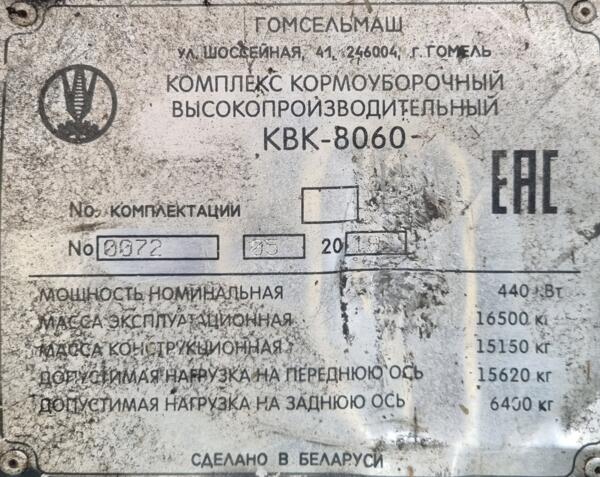 ГОМСЕЛЬМАШ
УЛ. ШОССЕЙНАЯ, 41, 246004, г. ГОМЕЛЬ
КОМПЛЕКС КОРМОУБОРОЧНЫЙ
ВЫСОКОПРОИЗВОДИТЕЛЬНЫЙ
КВК-8060
ЕАС
No. КОМПЛЕКТАЦИИ
No 0072 05 20
МОЩНОСТЬ НОМИНАЛЬНАЯ 440 кВт
МАССА ЭКСПЛУАТАЦИОННАЯ 16500 кг
МАССА КОНСТРУКЦИОННАЯ 15150 кг
ДОПУСТИМАЯ НАГРУЗКА НА ПЕРЕДНЮЮ ОСЬ 15620 кг
ДОПУСТИМАЯ НАГРУЗКА НА ЗАДНЮЮ ОСЬ 6400 кг
СДЕЛАНО В БЕЛАРУСИ